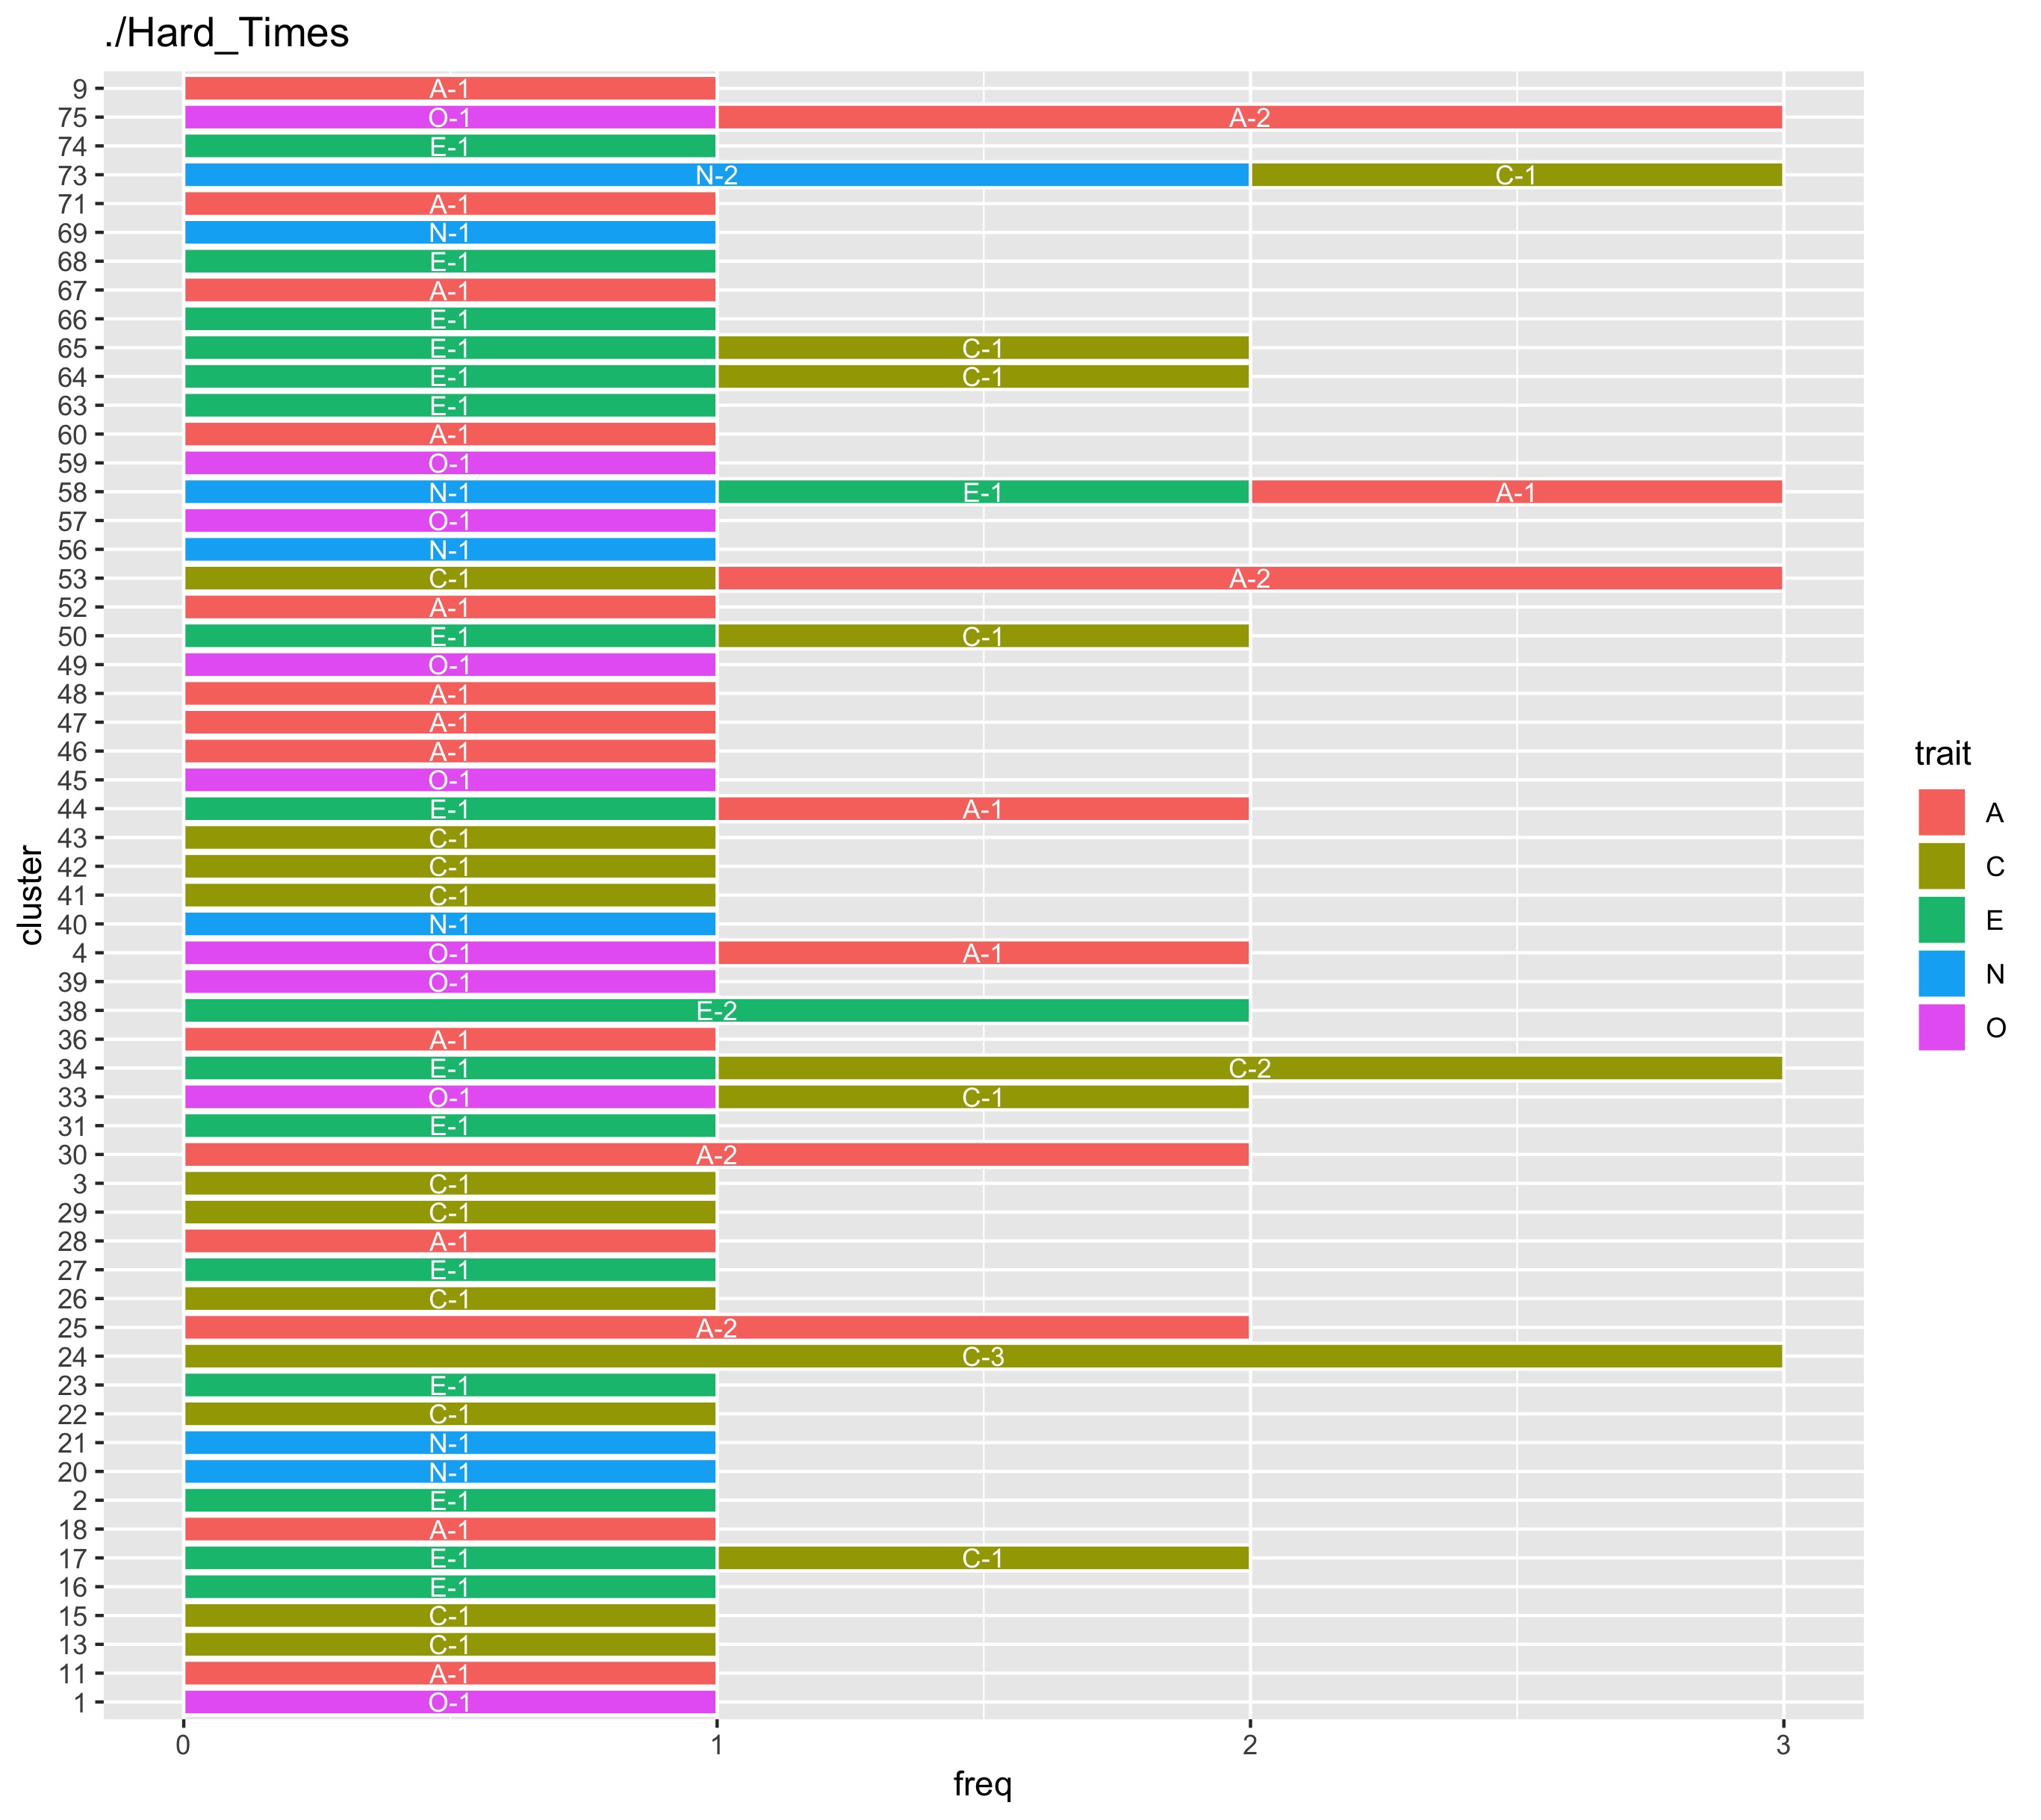 ./Hard_Times
9 A-1
75 O-1 A-2
74 E-1
73 N-2 C-1
71 A-1
69 N-1
68 E-1
67 A-1
66 E-1
65 E-1 C-1
64 E-1 C-1
63 E-1
60 A-1
59 O-1
58 N-1 E-1 A-1
57 O-1
56 N-1
53 C-1 A-2
52 A-1
50 E-1 C-1
49 O-1
48 A-1
47 A-1
46 A-1
45 O-1
44 E-1 A-1
43 C-1
42 C-1
41 C-1
40 N-1
4 O-1 A-1
39 O-1
38 E-2
36 A-1
34 E-1 C-2
33 O-1 C-1
31 E-1
30 A-2
3 C-1
29 C-1
28 A-1
27 E-1
26 C-1
25 A-2
24 C-3
23 E-1
22 C-1
21 N-1
20 N-1
2 E-1
18 A-1
17 E-1 C-1
16 E-1
15 C-1
13 C-1
11 A-1
1 O-1
0 1 2 3
freq
cluster
trait
A
C
E
N
O